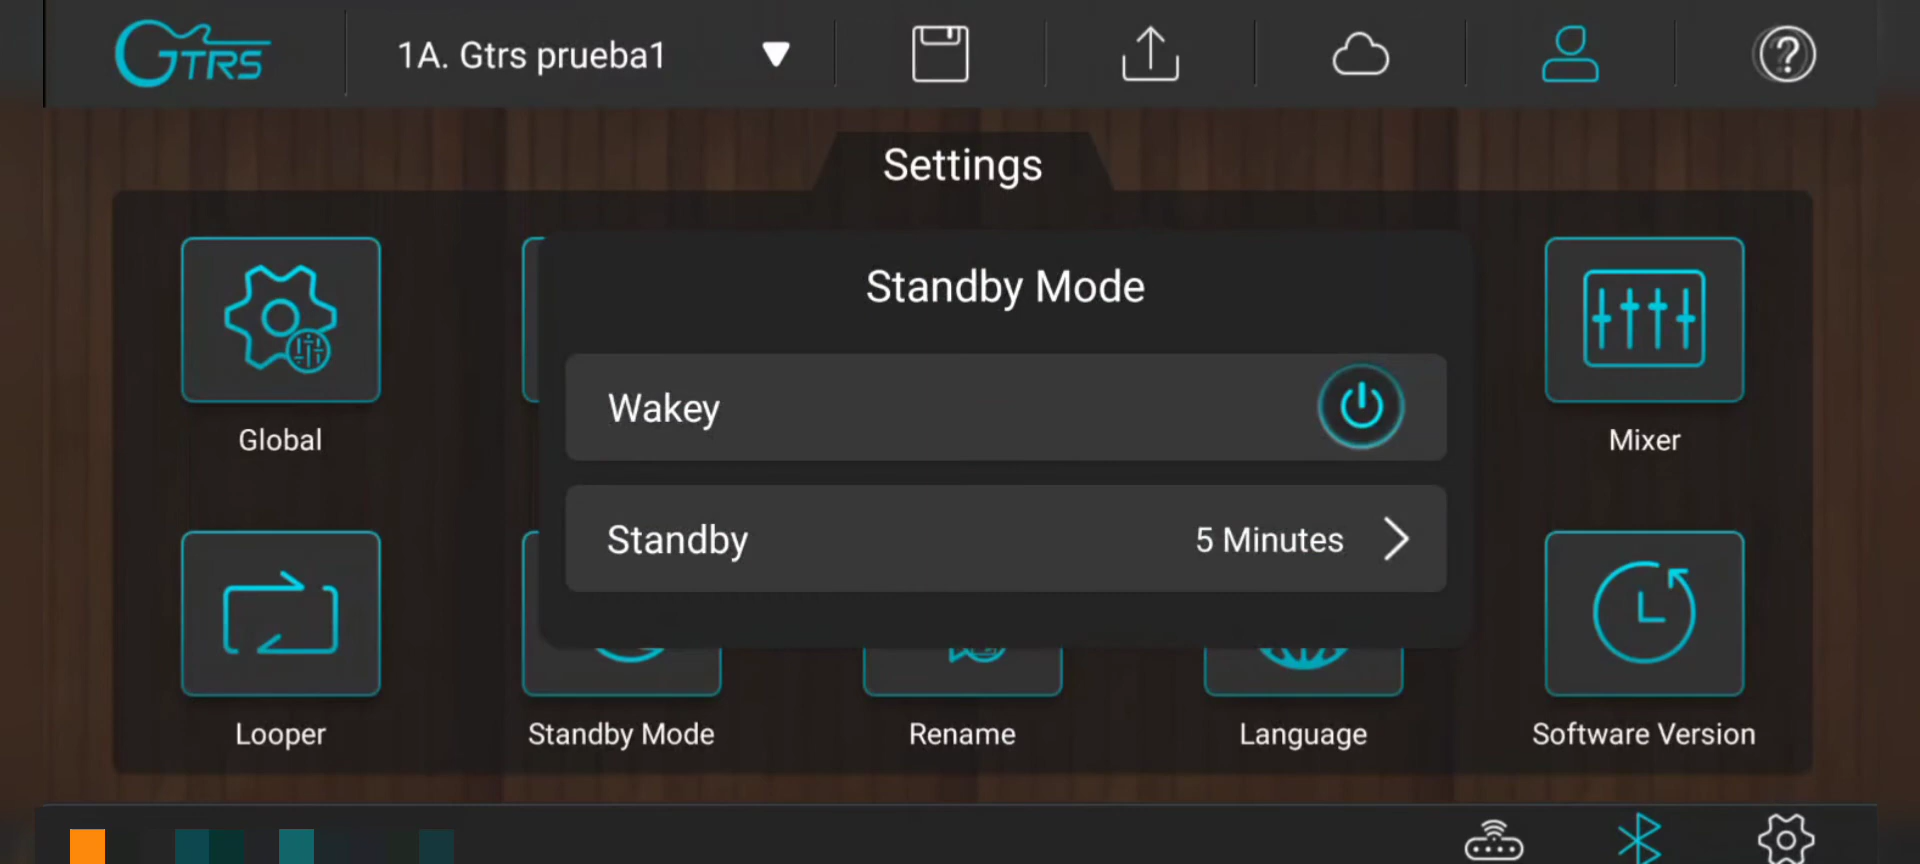 GTRS
1A. Gtrs prueba1
Settings
Standby Mode
Wakey
Standby
5 Minutes
Global
Mixer
Looper
Standby Mode
Rename
Language
Software Version